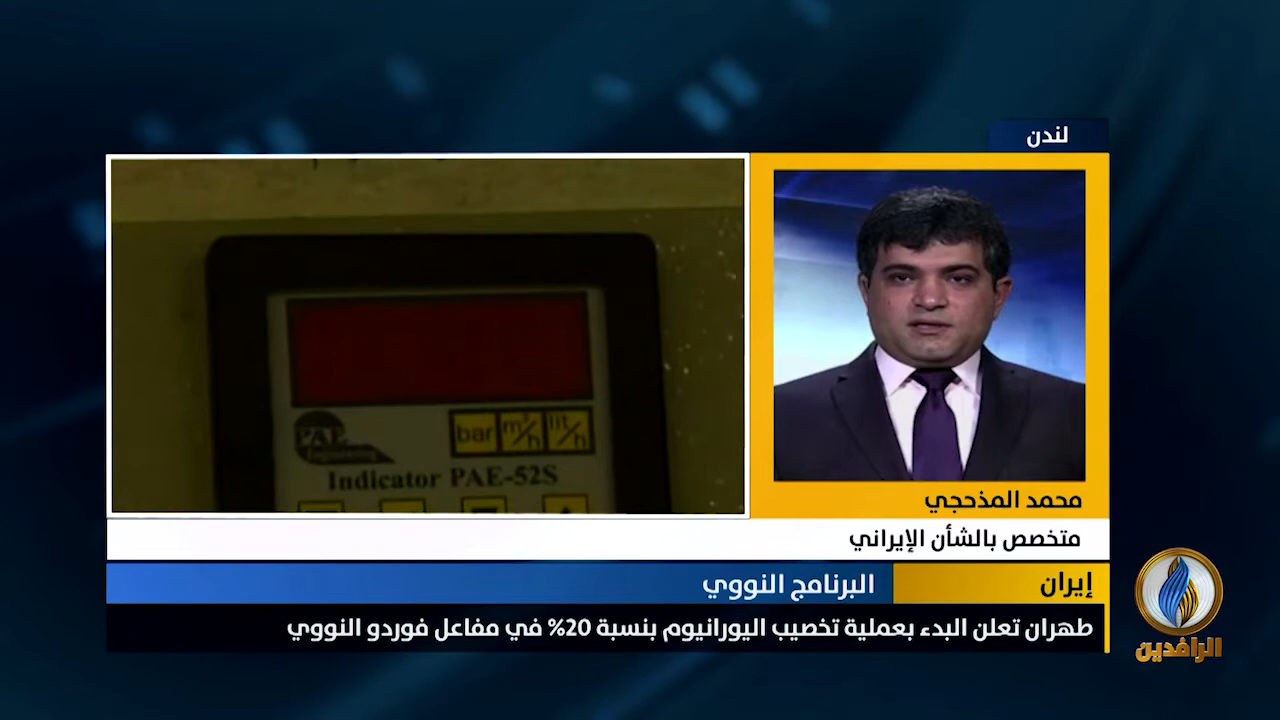 لندن
PAE
Engineering
bar m³/h lit/h
Indicator PAE-52S
محمد المذحجي
متخصص بالشأن الإيراني
إيران
البرنامج النووي
طهران تعلن البدء بعملية تخصيب اليورانيوم بنسبة 20% في مفاعل فوردو النووي
الرافدين